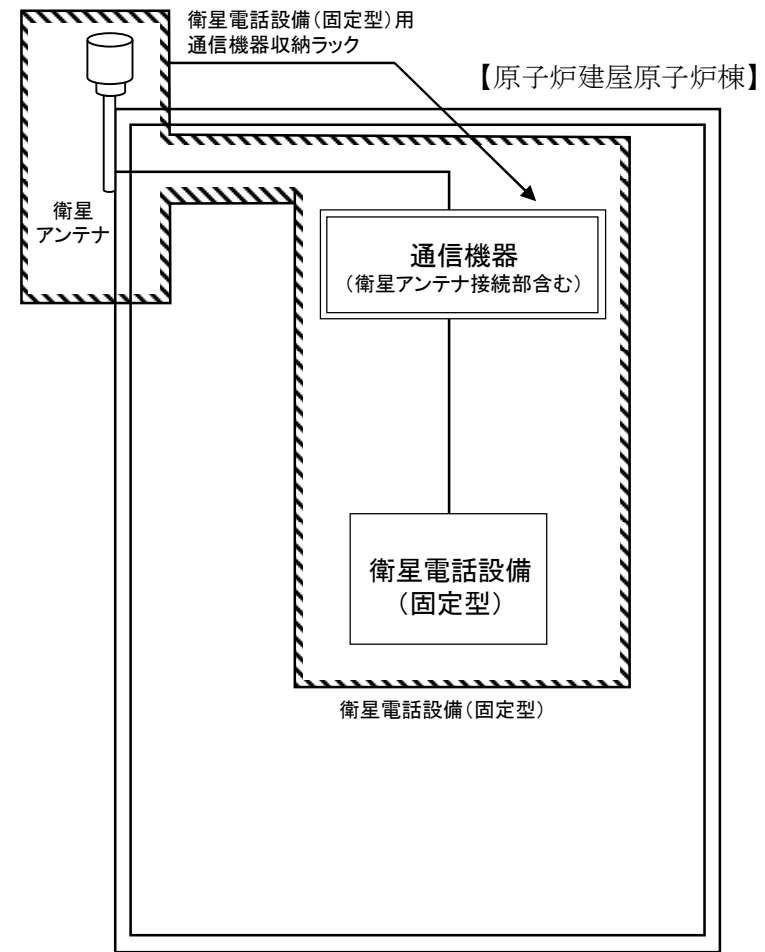 衛星電話設備(固定型)用
通信機器収納ラック
【原子炉建屋原子炉棟】
衛星
アンテナ
通信機器
(衛星アンテナ接続部含む)
衛星電話設備
(固定型)
衛星電話設備(固定型)